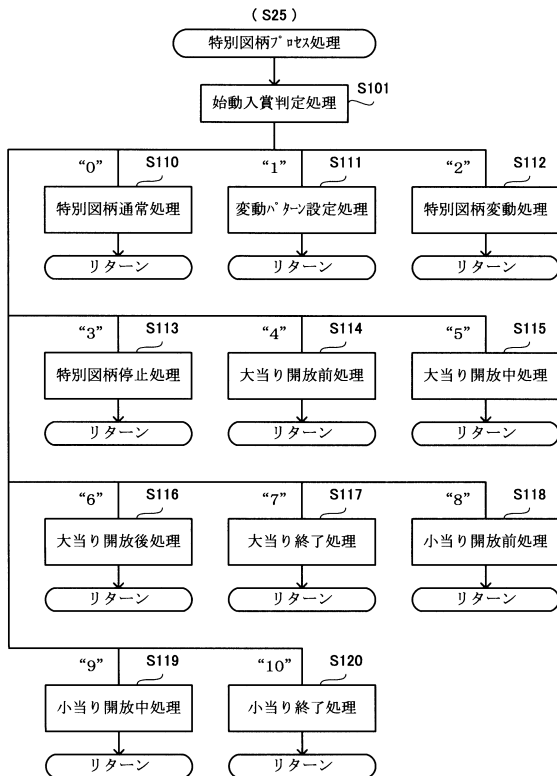 (S25)
特別図柄ﾌﾟﾛｾｽ処理
S101
始動入賞判定処理
“0” S110
特別図柄通常処理
リターン
“1” S111
変動ﾊﾟﾀｰﾝ設定処理
リターン
“2” S112
特別図柄変動処理
リターン
“3” S113
特別図柄停止処理
リターン
“4” S114
大当り開放前処理
リターン
“5” S115
大当り開放中処理
リターン
“6” S116
大当り開放後処理
リターン
“7” S117
大当り終了処理
リターン
“8” S118
小当り開放前処理
リターン
“9” S119
小当り開放中処理
リターン
“10” S120
小当り終了処理
リターン